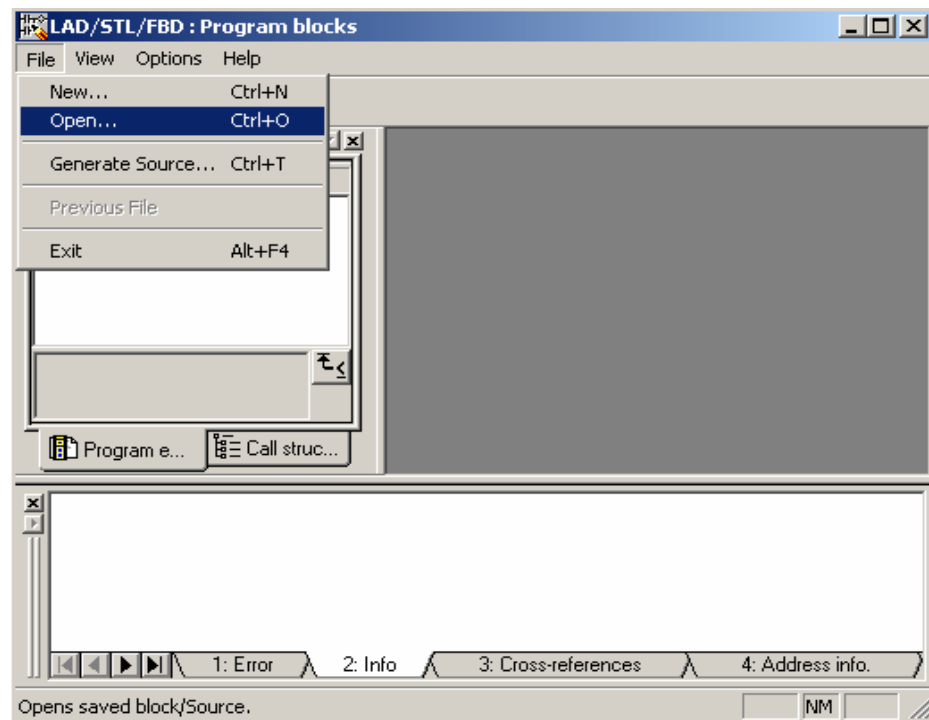 LAD/STL/FBD : Program blocks
File View Options Help
New... Ctrl+N
Open... Ctrl+O
Generate Source... Ctrl+T
Previous File
Exit Alt+F4
Program e... Call struc...
1: Error 2: Info 3: Cross-references 4: Address info.
Opens saved block/Source. NM